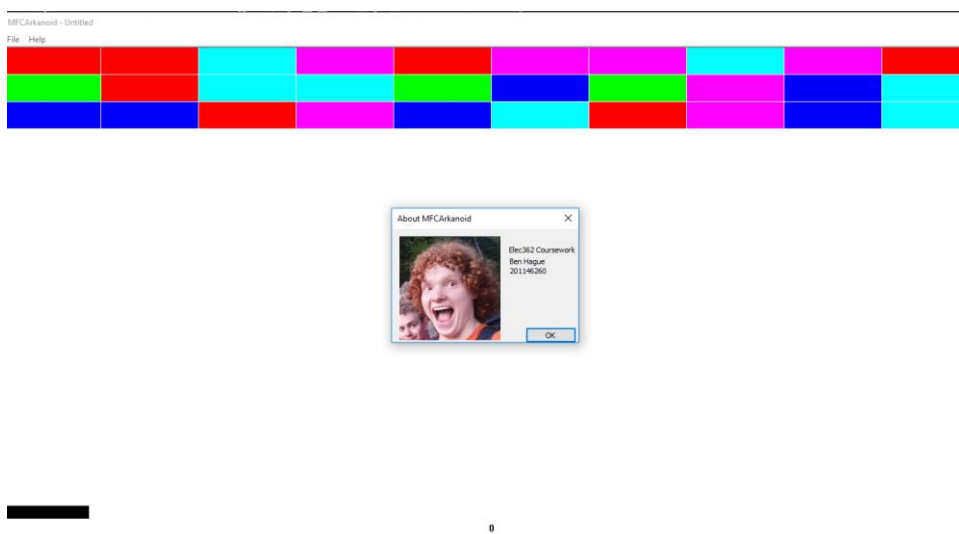 MFCArkanoid - Untitled
File Help
About MFCArkanoid
Elec362 Coursework
Ben Hague
201146260
OK
0